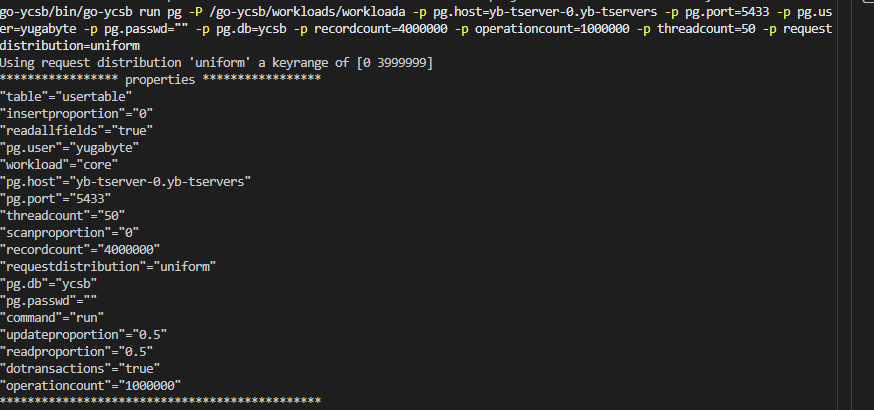 go-ycsb/bin/go-ycsb run pg -P /go-ycsb/workloads/workloada -p pg.host=yb-tserver-0.yb-tservers -p pg.port=5433 -p pg.us
er=yugabyte -p pg.passwd="" -p pg.db=ycsb -p recordcount=4000000 -p operationcount=1000000 -p threadcount=50 -p request
distribution=uniform
Using request distribution 'uniform' a keyrange of [0 3999999]
***************** properties *****************
"table"="usertable"
"insertproportion"="0"
"readallfields"="true"
"pg.user"="yugabyte"
"workload"="core"
"pg.host"="yb-tserver-0.yb-tservers"
"pg.port"="5433"
"threadcount"="50"
"scanproportion"="0"
"recordcount"="4000000"
"requestdistribution"="uniform"
"pg.db"="ycsb"
"pg.passwd"=""
"command"="run"
"updateproportion"="0.5"
"readproportion"="0.5"
"dotransactions"="true"
"operationcount"="1000000"
**********************************************